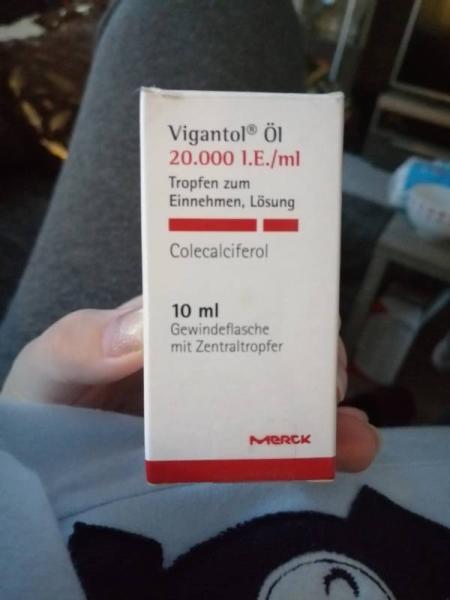 Vigantol® Öl
20.000 I.E./ml
Tropfen zum
Einnehmen, Lösung
Colecalciferol
10 ml
Gewindeflasche
mit Zentraltropfer
MERCK